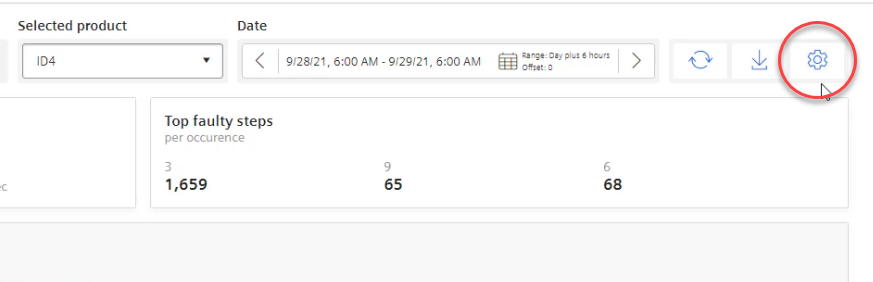 Selected product
Date
ID4
9/28/21, 6:00 AM - 9/29/21, 6:00 AM
Range: Day plus 6 hours
Offset: 0
Top faulty steps
per occurence
3
9
6
1,659
65
68
ec